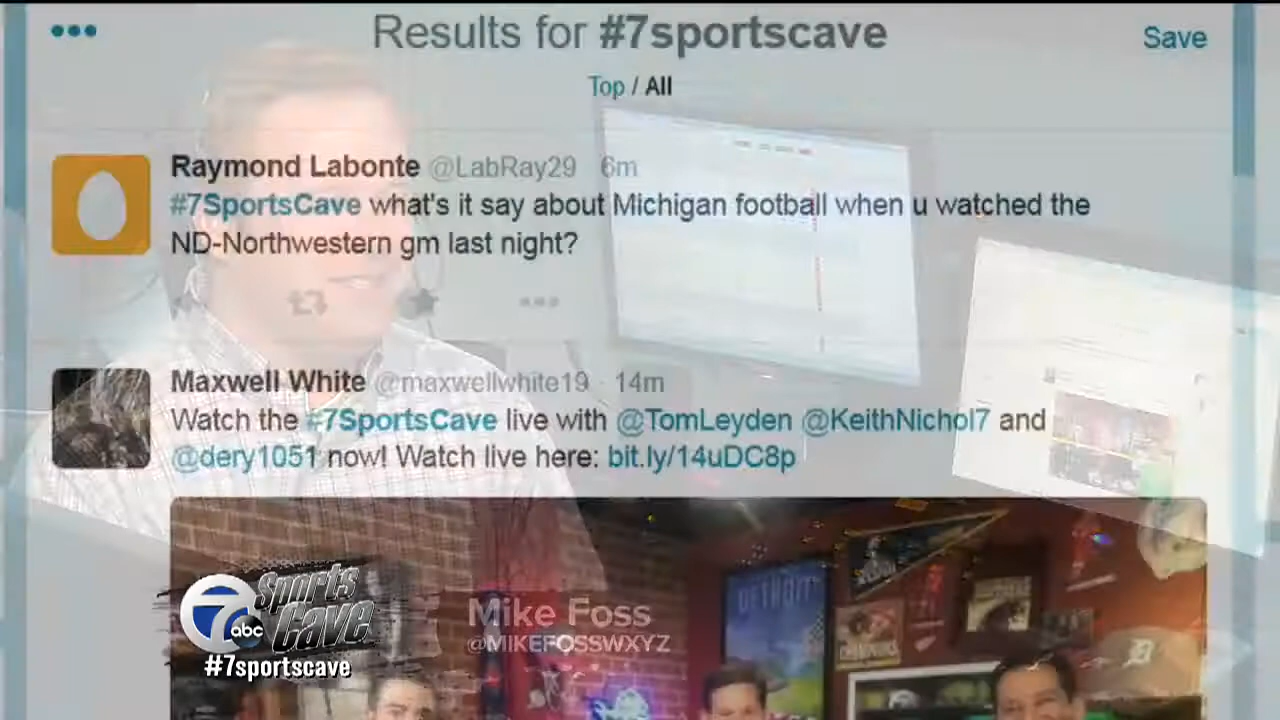 Results for #7sportscave
Save
Top / All
Raymond Labonte @LabRay29 6m
#7SportsCave what's it say about Michigan football when u watched the
ND-Northwestern gm last night?
Maxwell White @maxwellwhite19 · 14m
Watch the #7SportsCave live with @TomLeyden @KeithNichol7 and
@dery1051 now! Watch live here: bit.ly/14uDC8p
DETROIT
7
abc
Sports
Cave
#7sportscave
Mike Foss
@MIKEFOSSWXYZ